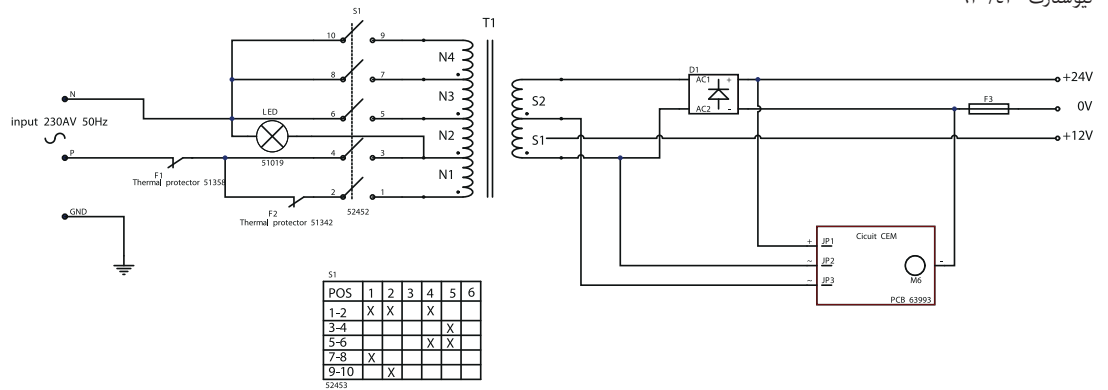 S1
T1
10 9
N4
8 7
D1
AC1 +
+24V
N
LED
N3
S2
AC2 -
F3
0V
input 230AV 50Hz
6 5
N2
S1
+12V
P
51019
4 3
F1
Thermal protector 51358
N1
2 1
GND
F2
Thermal protector 51342
52452
Cicuit CEM
+ JP1
~ JP2
~ JP3
-
M6
PCB 63993
S1
POS 1 2 3 4 5 6
1-2 X X X
3-4 X
5-6 X X
7-8 X
9-10 X
52453